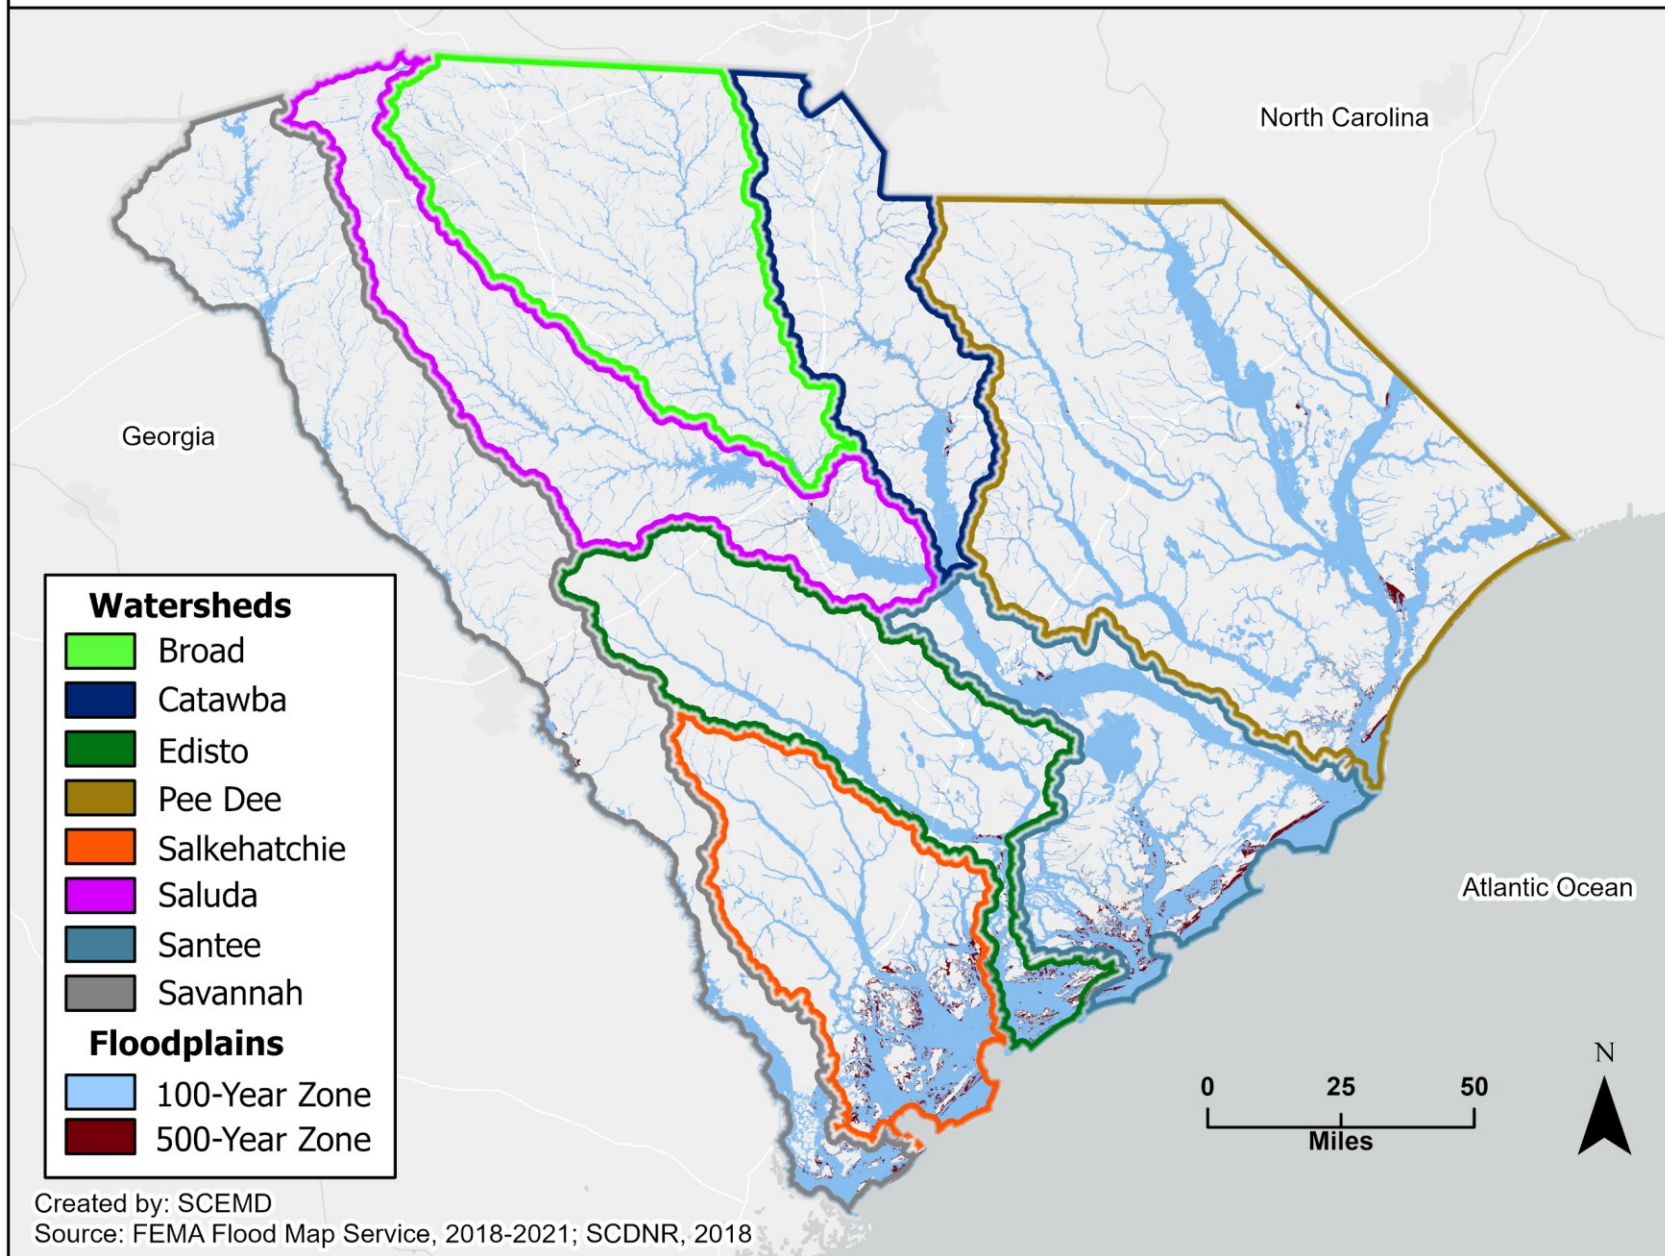 North Carolina
Georgia
Atlantic Ocean
Watersheds
Broad
Catawba
Edisto
Pee Dee
Salkehatchie
Saluda
Santee
Savannah
Floodplains
100-Year Zone
500-Year Zone
N
0 25 50
Miles
Created by: SCEMD
Source: FEMA Flood Map Service, 2018-2021; SCDNR, 2018